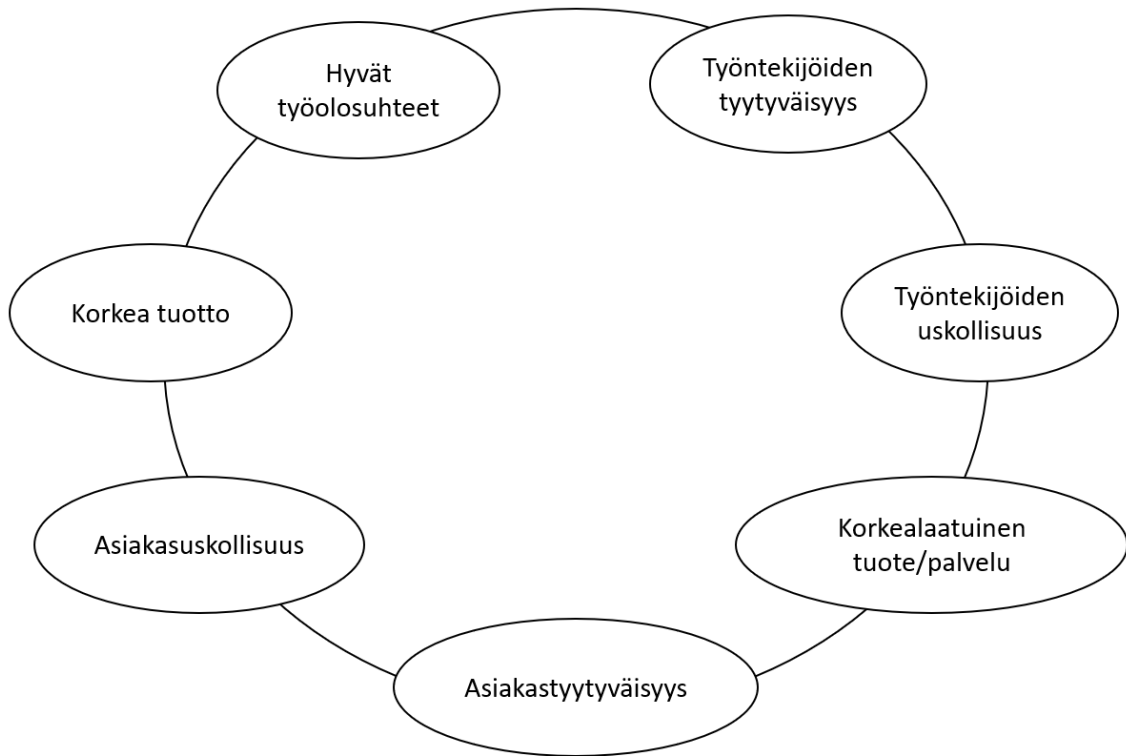 Hyvät
työolosuhteet
Työntekijöiden
tyytyväisyys
Työntekijöiden
uskollisuus
Korkealaatuinen
tuote/palvelu
Asiakastyytyväisyys
Asiakasuskollisuus
Korkea tuotto